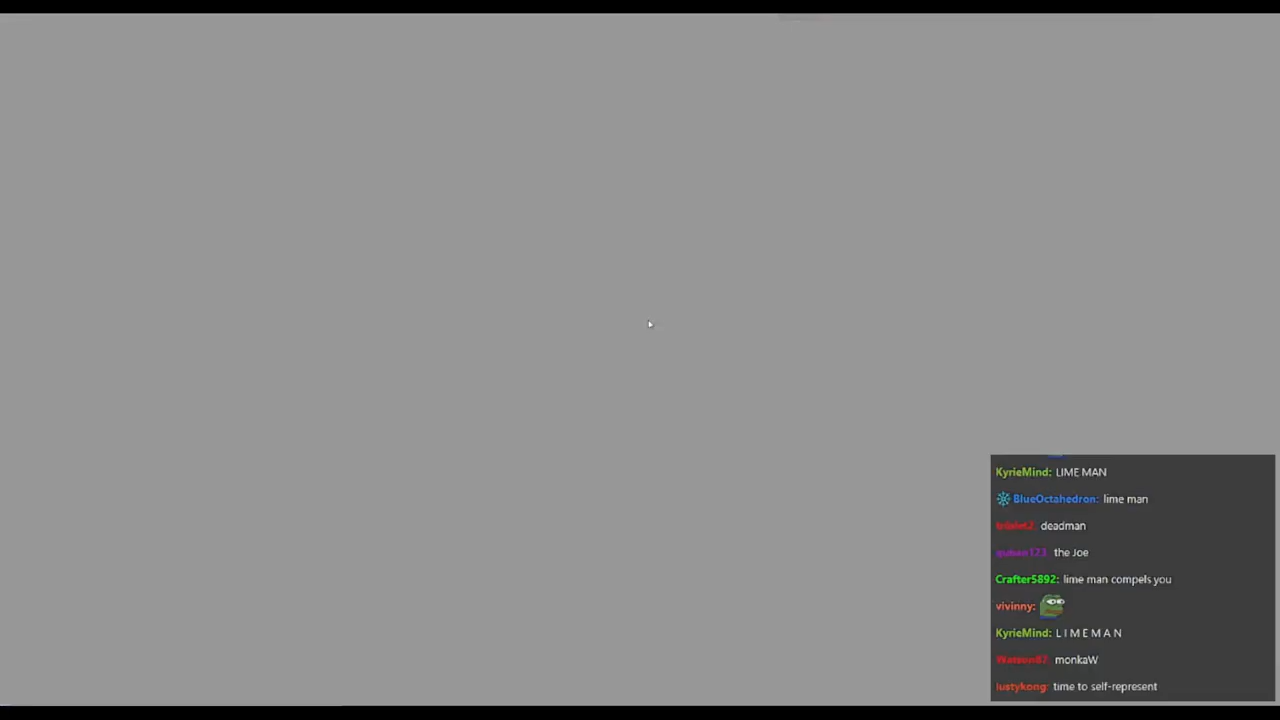 KyrieMind: LIME MAN
BlueOctahedron: lime man
deadman
the Joe
Crafter5892: lime man compels you
vivinny:
KyrieMind: L I M E M A N
Watson87: monkaW
lustykong: time to self-represent